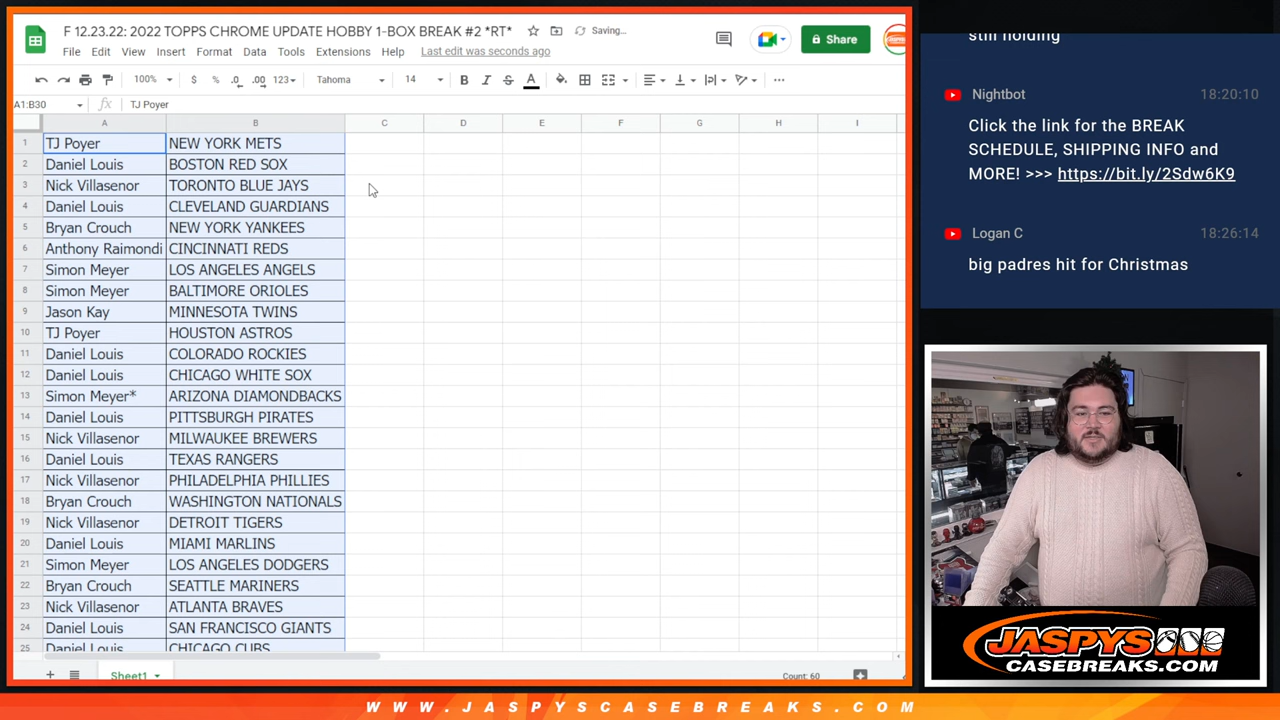 F 12.23.22: 2022 TOPPS CHROME UPDATE HOBBY 1-BOX BREAK #2 *RT*
Saving...
File Edit View Insert Format Data Tools Extensions Help Last edit was seconds ago
Share
100% $ % .0 .00 123 Tahoma 14 B I S A
A1:B30 fx TJ Poyer
A B C D E F G H I
1 TJ Poyer NEW YORK METS
2 Daniel Louis BOSTON RED SOX
3 Nick Villasenor TORONTO BLUE JAYS
4 Daniel Louis CLEVELAND GUARDIANS
5 Bryan Crouch NEW YORK YANKEES
6 Anthony Raimondi CINCINNATI REDS
7 Simon Meyer LOS ANGELES ANGELS
8 Simon Meyer BALTIMORE ORIOLES
9 Jason Kay MINNESOTA TWINS
10 TJ Poyer HOUSTON ASTROS
11 Daniel Louis COLORADO ROCKIES
12 Daniel Louis CHICAGO WHITE SOX
13 Simon Meyer* ARIZONA DIAMONDBACKS
14 Daniel Louis PITTSBURGH PIRATES
15 Nick Villasenor MILWAUKEE BREWERS
16 Daniel Louis TEXAS RANGERS
17 Nick Villasenor PHILADELPHIA PHILLIES
18 Bryan Crouch WASHINGTON NATIONALS
19 Nick Villasenor DETROIT TIGERS
20 Daniel Louis MIAMI MARLINS
21 Simon Meyer LOS ANGELES DODGERS
22 Bryan Crouch SEATTLE MARINERS
23 Nick Villasenor ATLANTA BRAVES
24 Daniel Louis SAN FRANCISCO GIANTS
25 Daniel Louis CHICAGO CUBS
Sheet1
Count: 60
still holding
Nightbot 18:20:10
Click the link for the BREAK
SCHEDULE, SHIPPING INFO and
MORE! >>> https://bit.ly/2Sdw6K9
Logan C 18:26:14
big padres hit for Christmas
JASPYS
CASEBREAKS.COM
WWW.JASPYSCASEBREAKS.COM